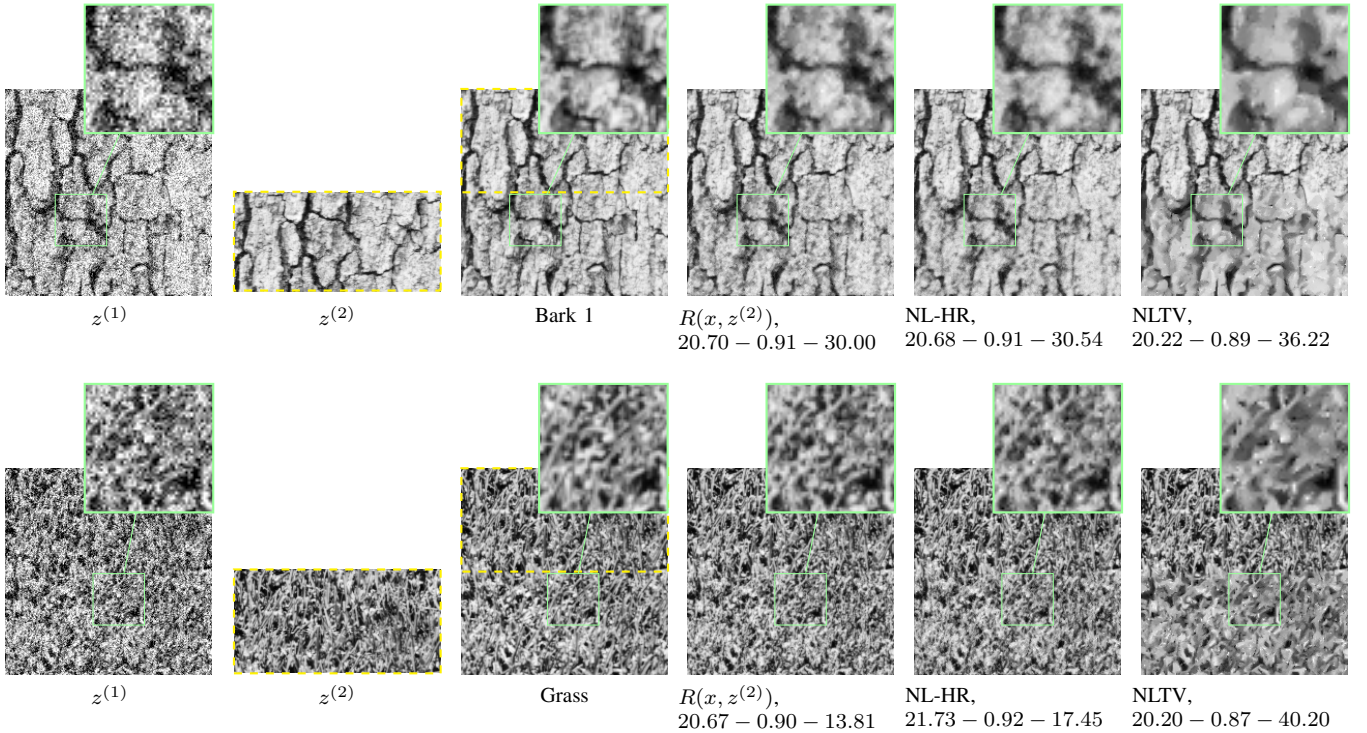 z^{(1)}
z^{(2)}
Bark 1
R(x, z^{(2)}),
20.70 − 0.91 − 30.00
NL-HR,
20.68 − 0.91 − 30.54
NLTV,
20.22 − 0.89 − 36.22
z^{(1)}
z^{(2)}
Grass
R(x, z^{(2)}),
20.67 − 0.90 − 13.81
NL-HR,
21.73 − 0.92 − 17.45
NLTV,
20.20 − 0.87 − 40.20